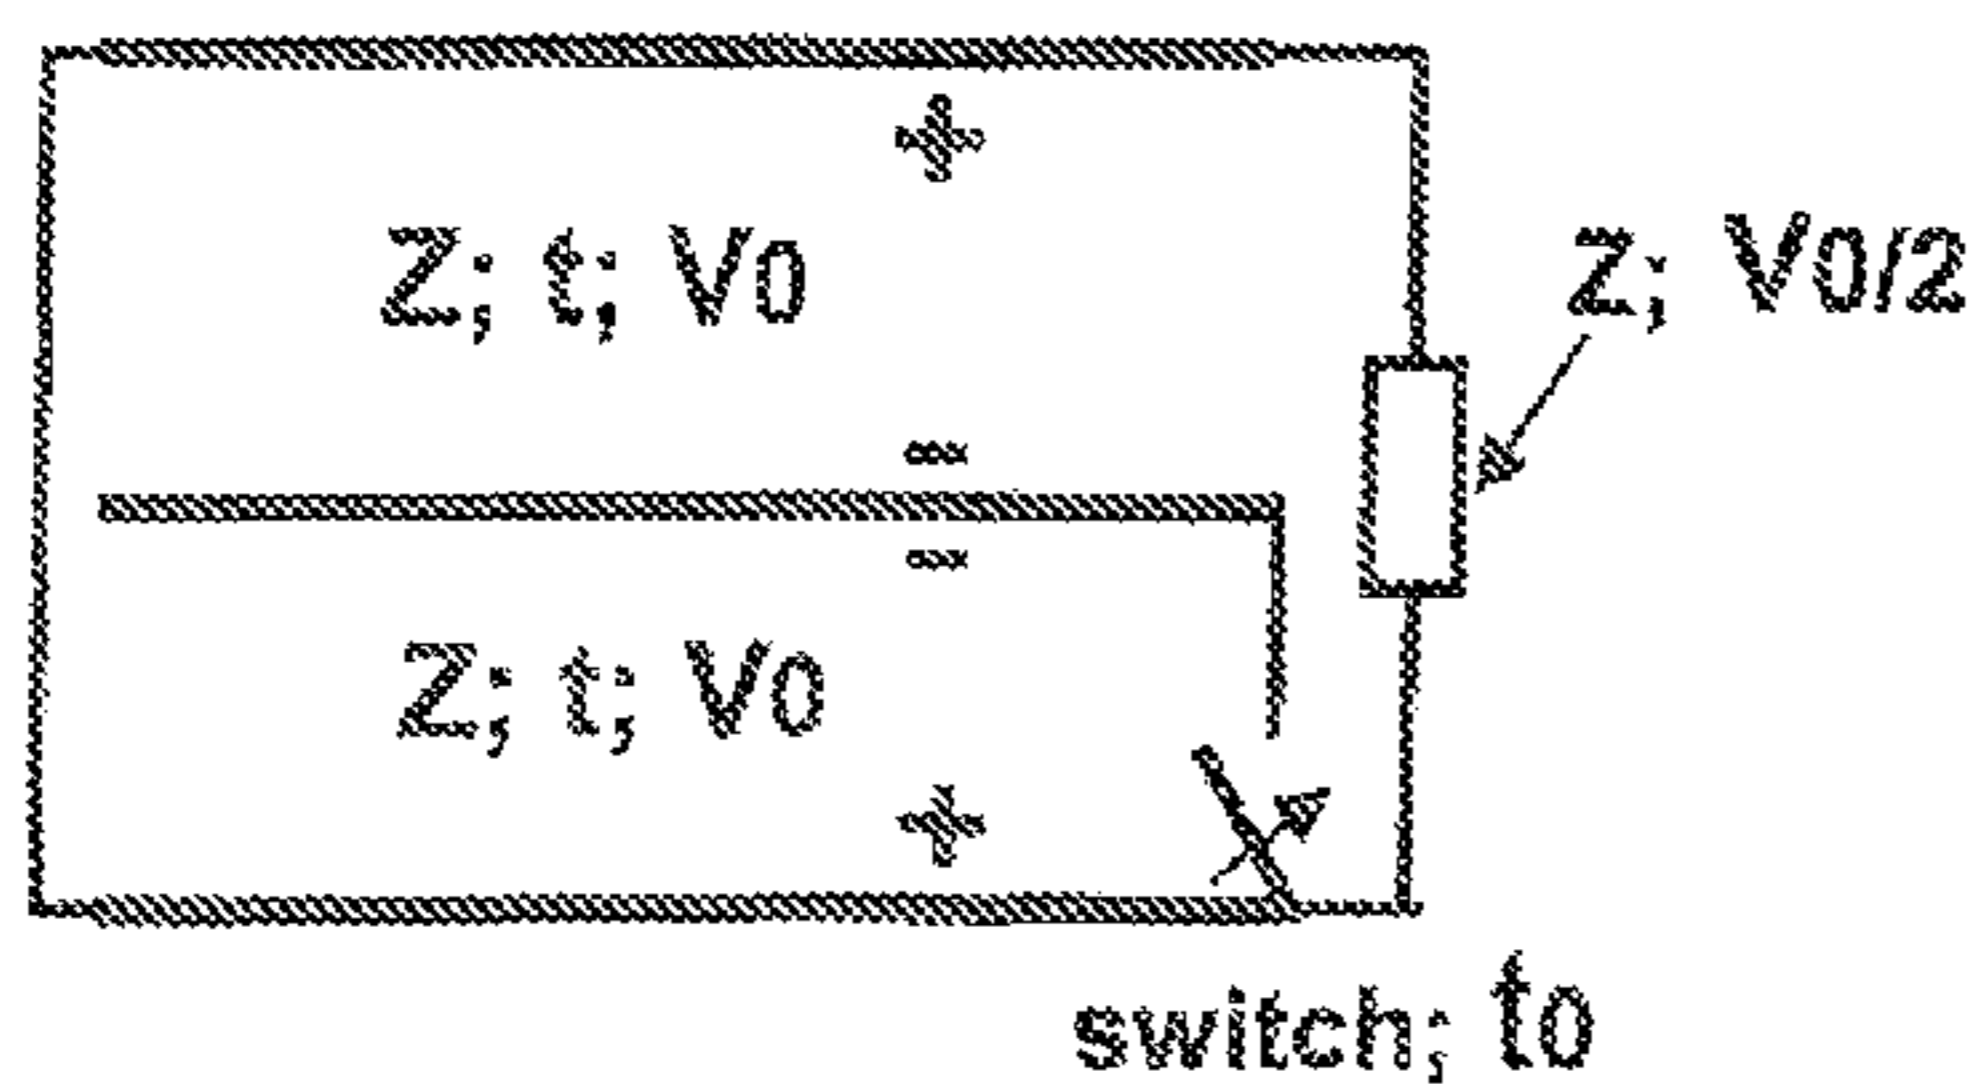 +
Z; t; V0
z; V0/2
-
-
Z; t; V0
+
switch; t0